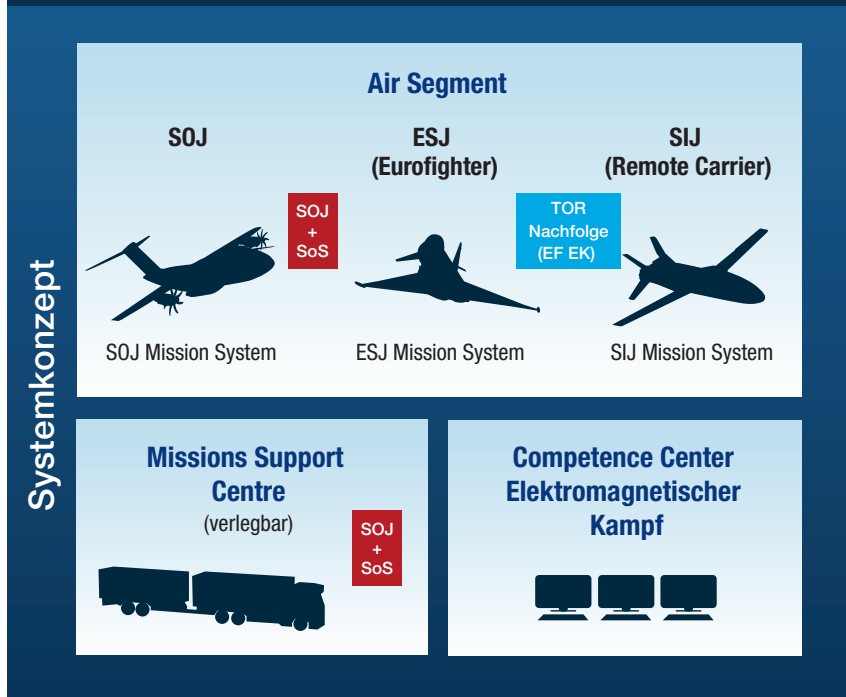 Systemkonzept
Air Segment
SOJ
ESJ
(Eurofighter)
SIJ
(Remote Carrier)
SOJ
+
SoS
TOR
Nachfolge
(EF EK)
SOJ Mission System
ESJ Mission System
SIJ Mission System
Missions Support
Centre
(verlegbar)
SOJ
+
SoS
Competence Center
Elektromagnetischer
Kampf